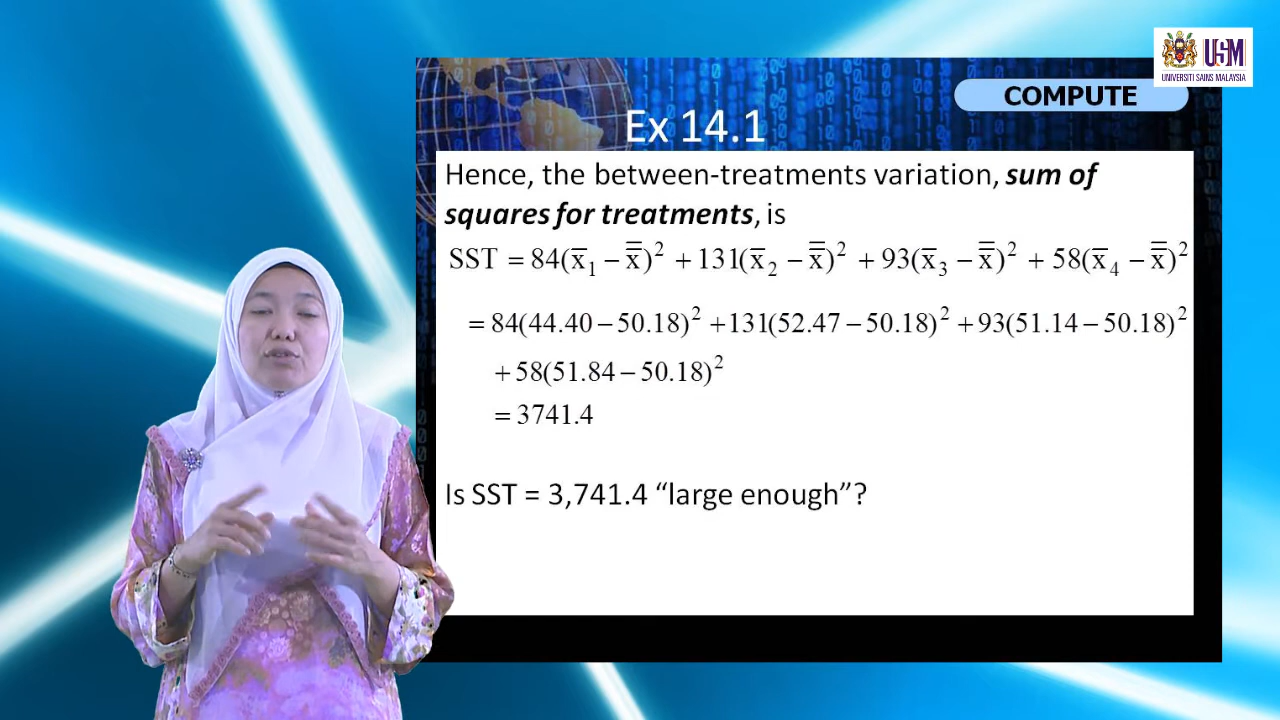 USM
UNIVERSITI SAINS MALAYSIA
COMPUTE
Ex 14.1
Hence, the between-treatments variation, sum of
squares for treatments, is
SST = 84(x̅₁ − x̿)² + 131(x̅₂ − x̿)² + 93(x̅₃ − x̿)² + 58(x̅₄ − x̿)²
= 84(44.40 − 50.18)² + 131(52.47 − 50.18)² + 93(51.14 − 50.18)²
+ 58(51.84 − 50.18)²
= 3741.4
Is SST = 3,741.4 “large enough”?